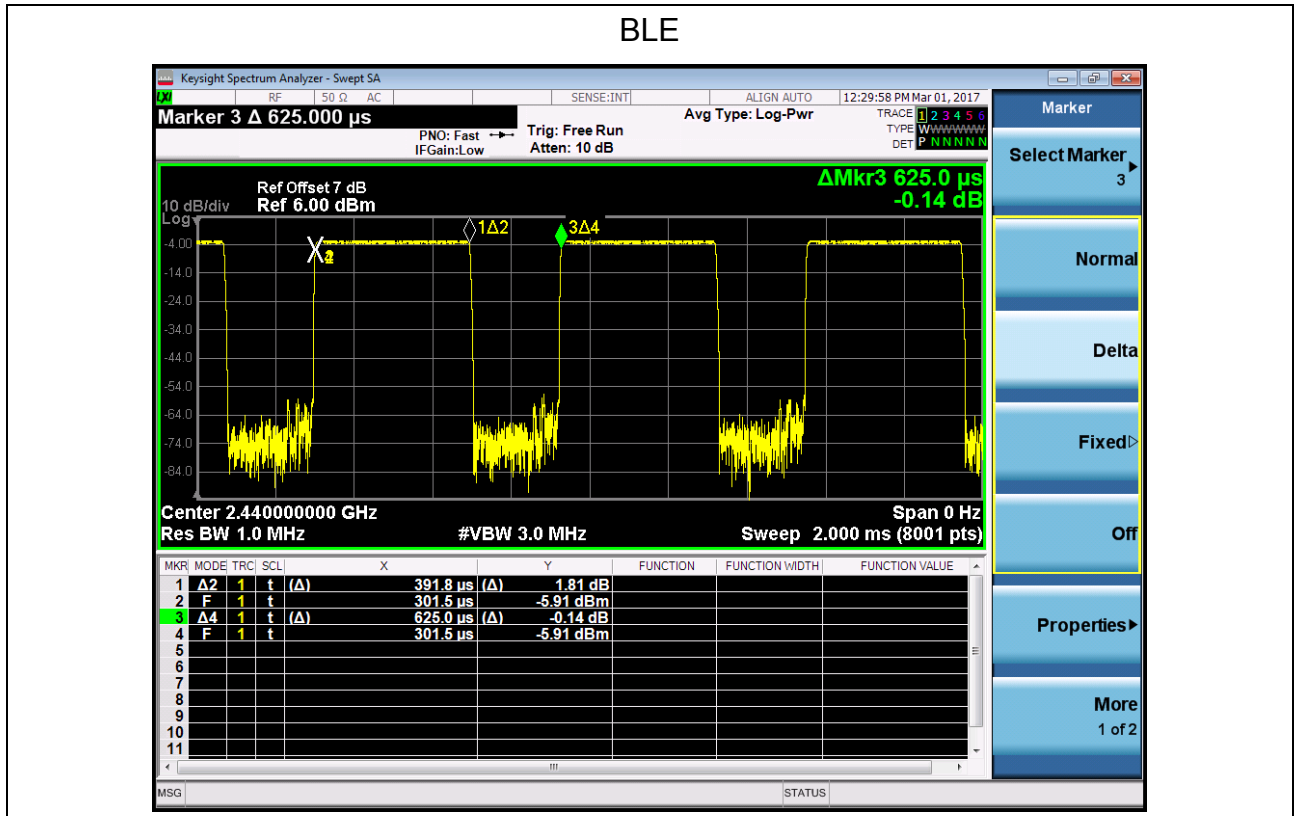 BLE
Keysight Spectrum Analyzer - Swept SA
LXI RF 50 Ω AC SENSE:INT ALIGN AUTO 12:29:58 PM Mar 01, 2017
Marker 3 Δ 625.000 µs
PNO: Fast
IFGain:Low
Trig: Free Run
Atten: 10 dB
Avg Type: Log-Pwr
TRACE 1 2 3 4 5 6
TYPE WWWWWW
DET P N N N N N
ΔMkr3 625.0 µs
-0.14 dB
Ref Offset 7 dB
10 dB/div Ref 6.00 dBm
Log
1Δ2
3Δ4
-4.00
-14.0
-24.0
-34.0
-44.0
-54.0
-64.0
-74.0
-84.0
Center 2.440000000 GHz Span 0 Hz
Res BW 1.0 MHz #VBW 3.0 MHz Sweep 2.000 ms (8001 pts)
MKR MODE TRC SCL X Y FUNCTION FUNCTION WIDTH FUNCTION VALUE
1 Δ2 1 t (Δ) 391.8 µs (Δ) 1.81 dB
2 F 1 t 301.5 µs -5.91 dBm
3 Δ4 1 t (Δ) 625.0 µs (Δ) -0.14 dB
4 F 1 t 301.5 µs -5.91 dBm
5
6
7
8
9
10
11
MSG STATUS
Marker
Select Marker
3
Normal
Delta
Fixed
Off
Properties
More
1 of 2